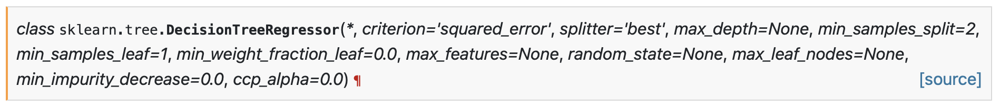 class sklearn.tree.DecisionTreeRegressor(*, criterion='squared_error', splitter='best', max_depth=None, min_samples_split=2,
min_samples_leaf=1, min_weight_fraction_leaf=0.0, max_features=None, random_state=None, max_leaf_nodes=None,
min_impurity_decrease=0.0, ccp_alpha=0.0) ¶ [source]